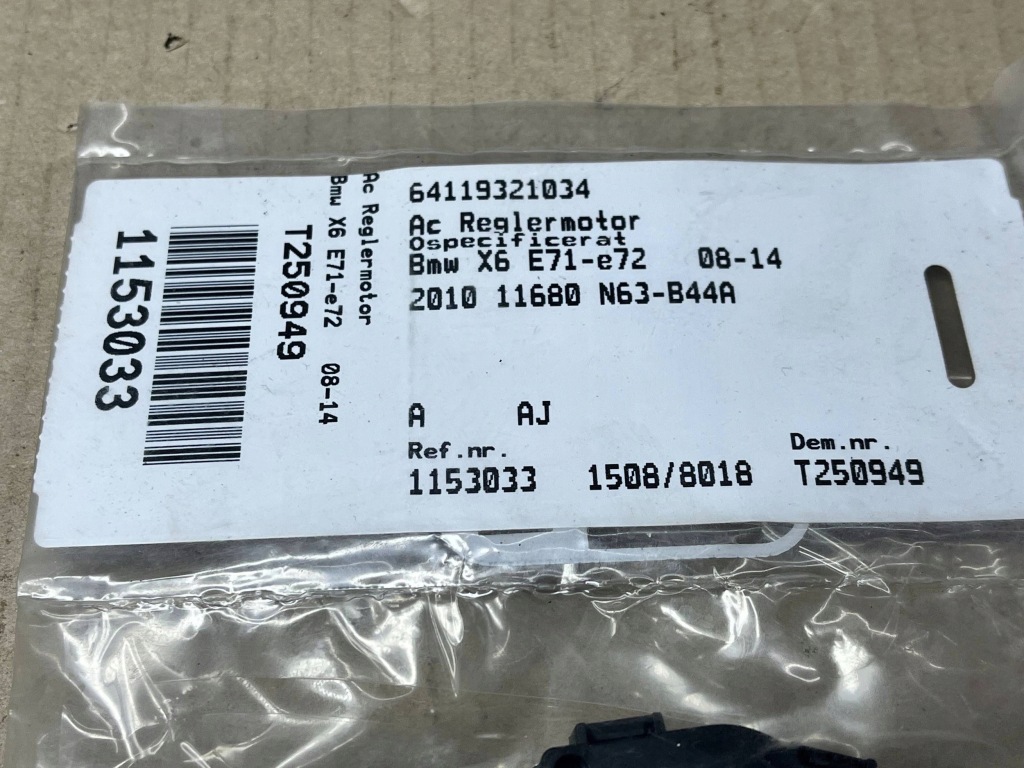 64119321034
Ac Reglermotor
Ospecificerat
Bmw X6 E71-e72 08-14
2010 11680 N63-B44A
A AJ
Ref.nr. Dem.nr.
1153033 1508/8018 T250949
Ac Reglermotor
Bmw X6 E71-e72 08-14
T250949
1153033